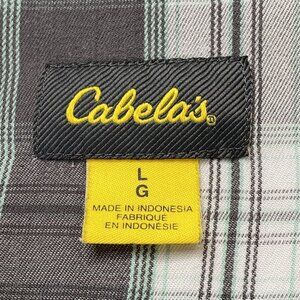 Cabela's®
L
G
MADE IN INDONESIA
FABRIQUÉ
EN INDONÉSIE